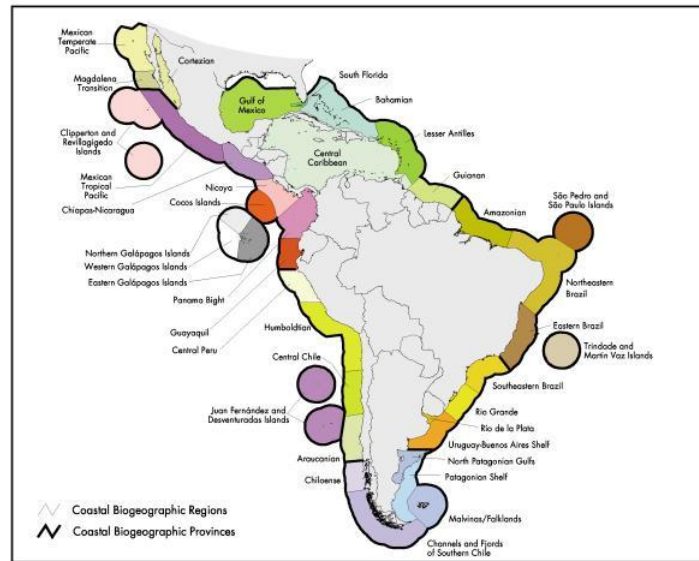 Mexican
Temperate
Pacific
Cortezian
Magdalena
Transition
South Florida
Gulf of
Mexico
Bahamian
Lesser Antilles
Clipperton and
Revillagigedo
Islands
Central
Caribbean
Mexican
Tropical
Pacific
Guianan
Chiapas-Nicaragua
Nicoya
Cocos Islands
Amazonian
São Pedro and
São Paulo Islands
Northern Galápagos Islands
Western Galápagos Islands
Eastern Galápagos Islands
Panama Bight
Northeastern
Brazil
Guayaquil
Central Peru
Humboldtian
Eastern Brazil
Trindade and
Martín Vaz Islands
Central Chile
Southeastern Brazil
Juan Fernández and
Desventuradas Islands
Rio Grande
Río de la Plata
Uruguay-Buenos Aires Shelf
Araucanian
North Patagonian Gulfs
Chiloense
Patagonian Shelf
Coastal Biogeographic Regions
Coastal Biogeographic Provinces
Malvinas/Falklands
Channels and Fjords
of Southern Chile